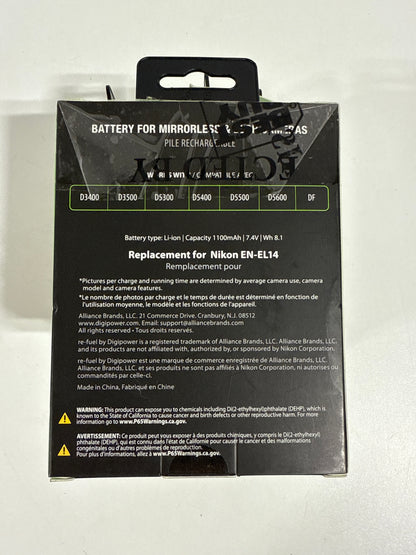 BATTERY FOR MIRRORLESS & DSLR CAMERAS
PILE RECHARGEABLE
WORKS WITH / COMPATIBLE AVEC
D3400 D3500 D5300 D5400 D5500 D5600 DF
Battery type: Li-ion | Capacity 1100mAh | 7.4V | Wh 8.1
Replacement for Nikon EN-EL14
Remplacement pour
*Pictures per charge and running time are determined by average camera use, camera
model and camera features.
*Le nombre de photos par charge et le temps de durée est déterminé en fonction de
l'utilisation moyenne, le modèle et les fonctions de l'appareil.
Alliance Brands, LLC. 21 Commerce Drive. Cranbury, N.J. 08512
www.digipower.com, Email: support@alliancebrands.com
All rights reserved • Tous droits réservés.
re-fuel by Digipower is a registered trademark of Alliance Brands, LLC. Alliance Brands, LLC.
and its products are not affiliated with, authorized by, or sponsored by Nikon Corporation.
re-fuel by Digipower est une marque de commerce enregistrée de Alliance Brands, LLC.
Alliance Brands, LLC. et ses produits ne sont pas affiliés à Nikon Corporation, ni autorisés ou
commandités par celle-ci.
Made in China, Fabriqué en Chine
WARNING: This product can expose you to chemicals including Di(2-ethylhexyl)phthalate (DEHP), which is
known to the State of California to cause cancer and birth defects or other reproductive harm. For more
information go to www.P65Warnings.ca.gov.
AVERTISSEMENT: Ce produit peut vous exposer à des produits chimiques, y compris le Di(2-ethylhexyl)
phthalate (DEHP), qui est connu dans l'état de Californie pour causer le cancer et des malformations
congénitales ou d'autres problèmes de reproduction.
Pour plus d'informations, allez à www.P65Warnings.ca.gov.